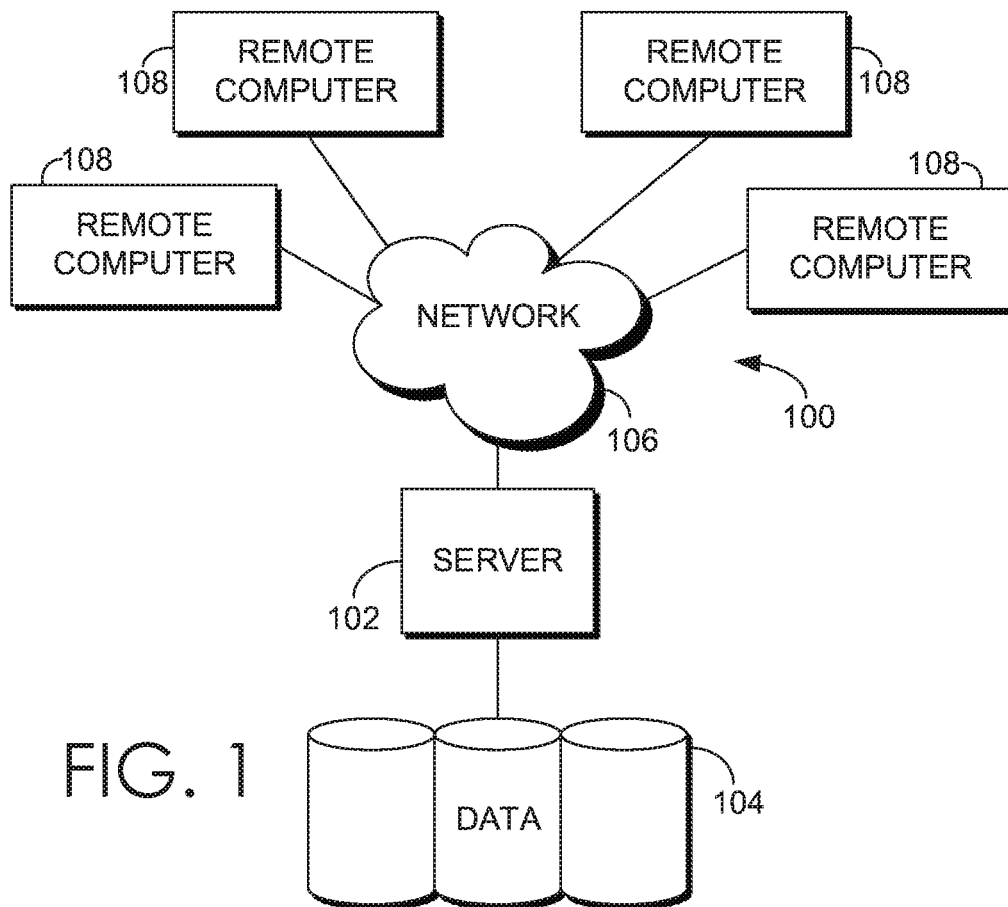 REMOTE
COMPUTER
108
REMOTE
COMPUTER
108
108
REMOTE
COMPUTER
108
REMOTE
COMPUTER
NETWORK
100
106
SERVER
102
FIG. 1
DATA
104